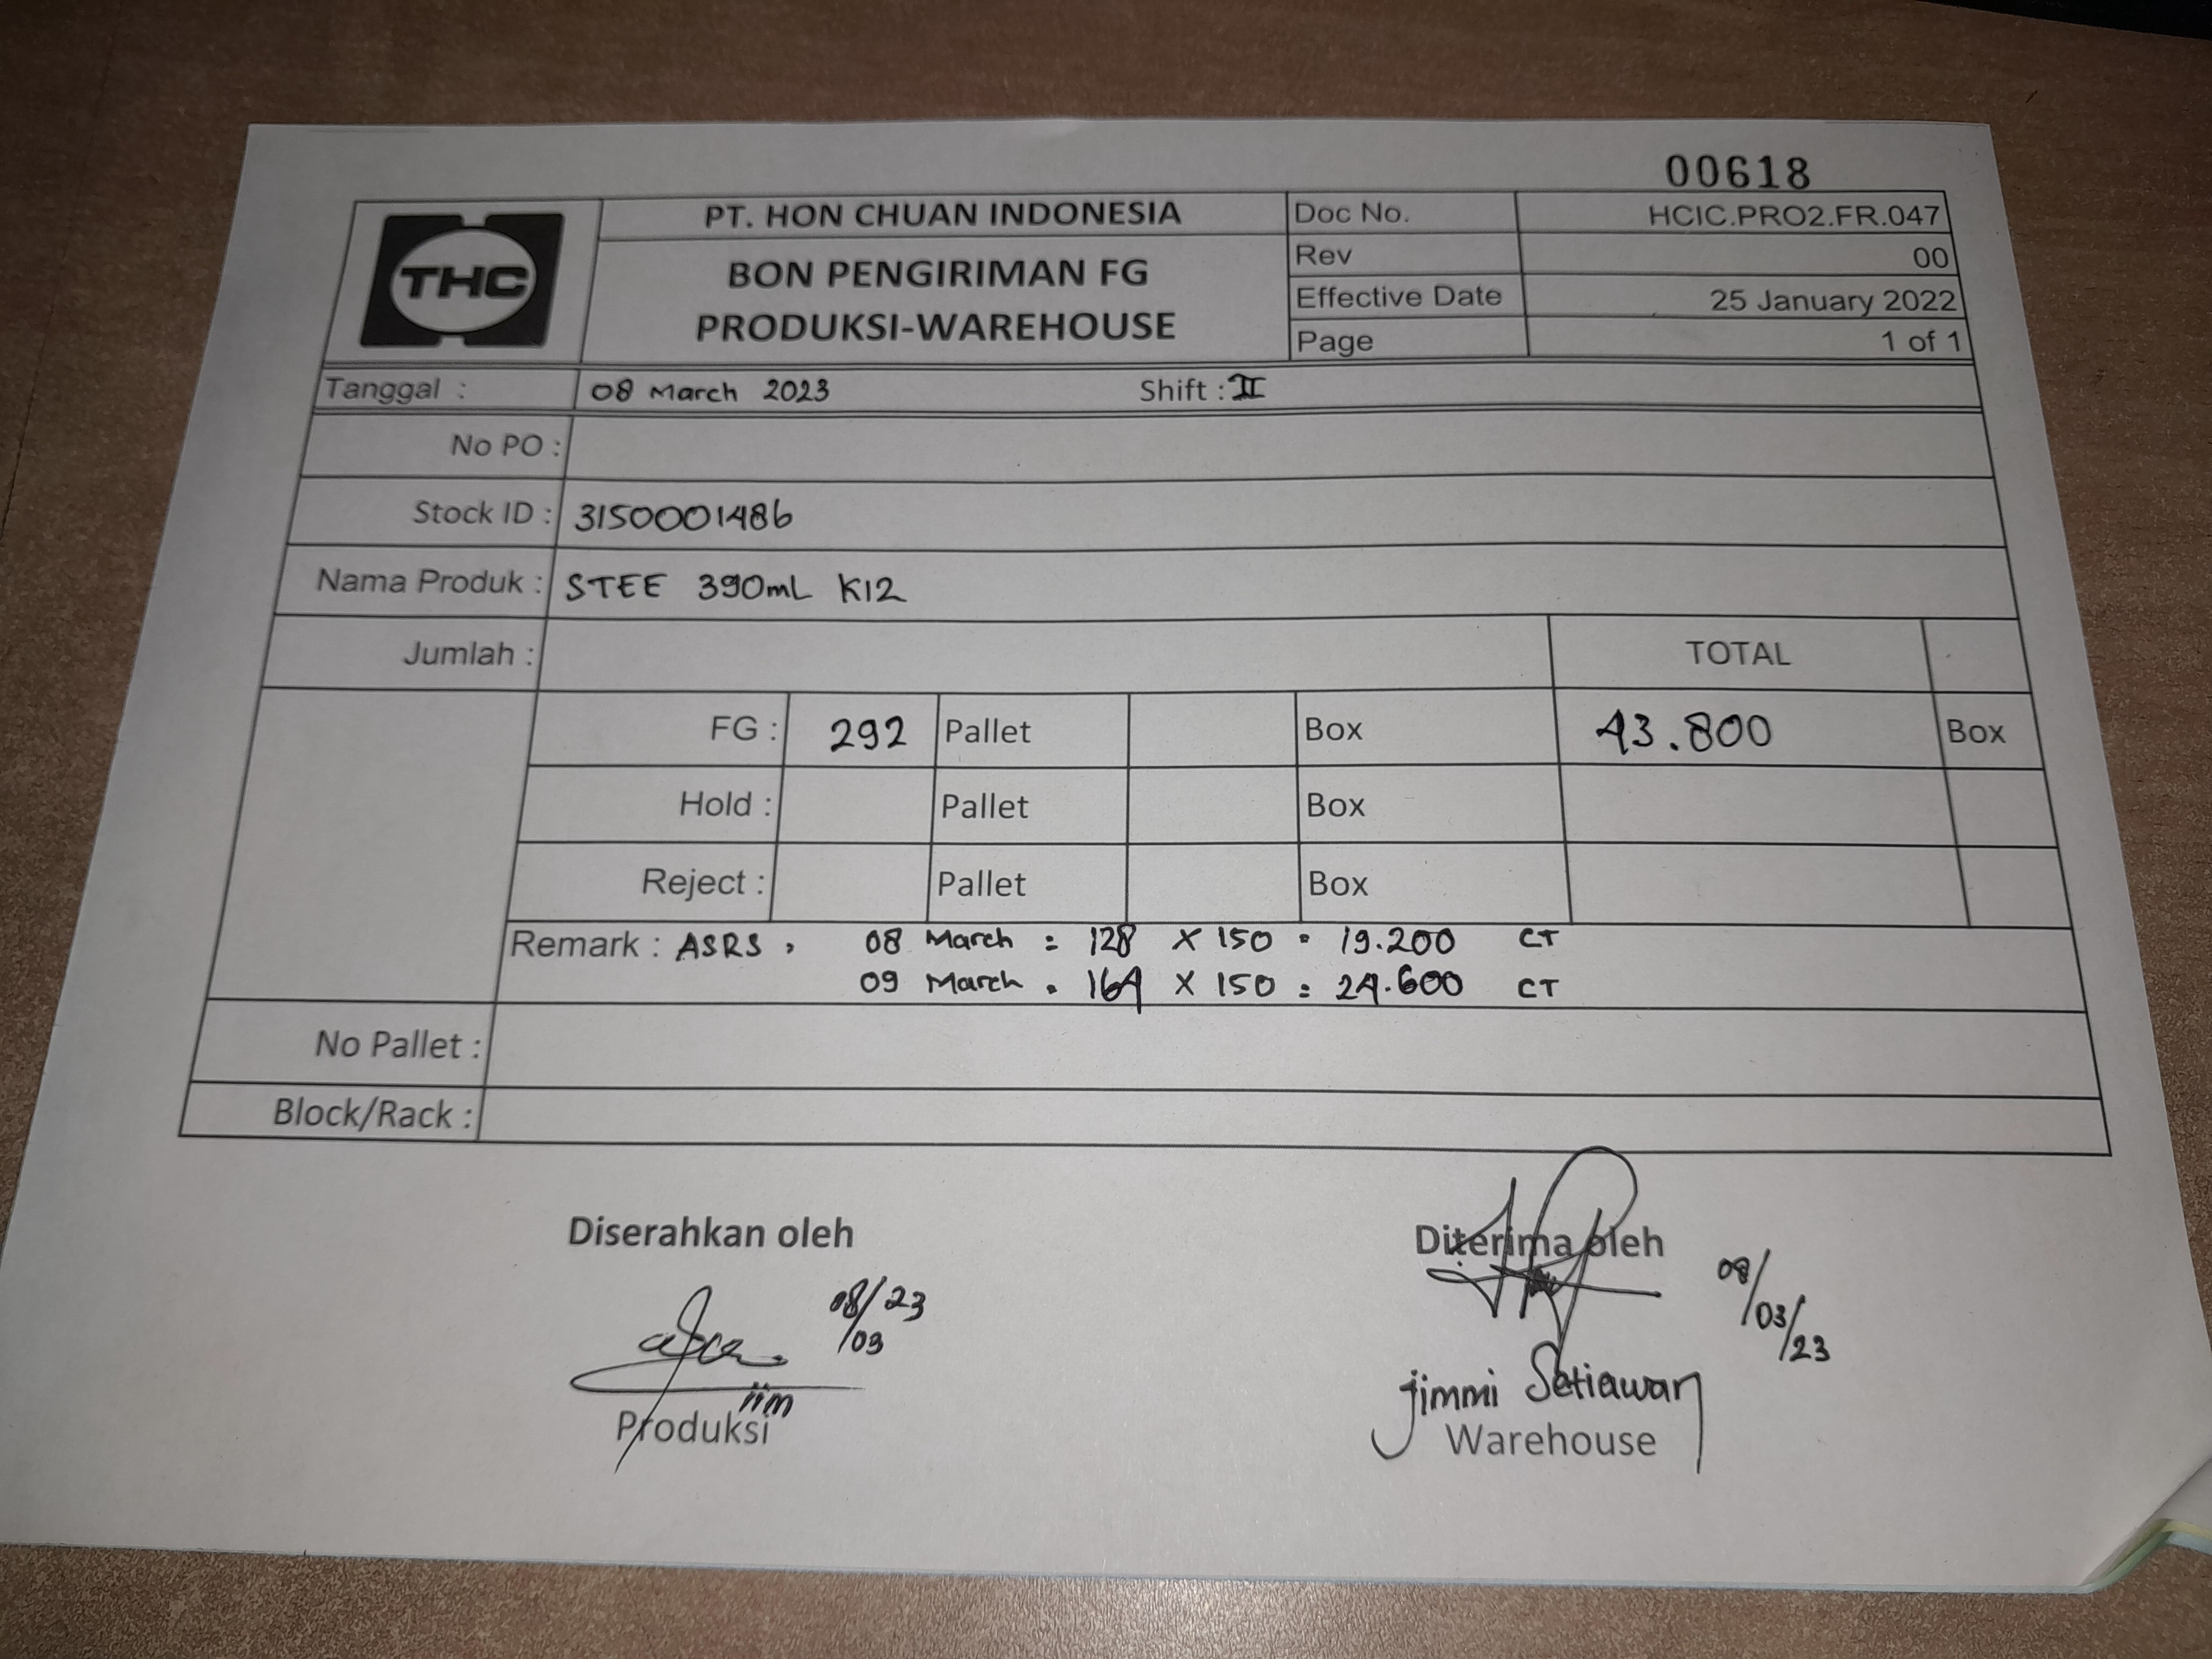 00618
THC
PT. HON CHUAN INDONESIA
BON PENGIRIMAN FG
PRODUKSI-WAREHOUSE
Doc No. HCIC.PRO2.FR.047
Rev 00
Effective Date 25 January 2022
Page 1 of 1
Tanggal : 08 March 2023 Shift : II
No PO :
Stock ID : 3150001486
Nama Produk : STEE 390mL K12
Jumlah : TOTAL
FG : 292 Pallet Box 43.800 Box
Hold : Pallet Box
Reject : Pallet Box
Remark : ASRS , 08 March = 128 X 150 = 19.200 CT
09 March = 164 X 150 = 24.600 CT
No Pallet :
Block/Rack :
Diserahkan oleh Diterima oleh
08/03/23 08/03/23
iim Jimmi Setiawan
Produksi Warehouse